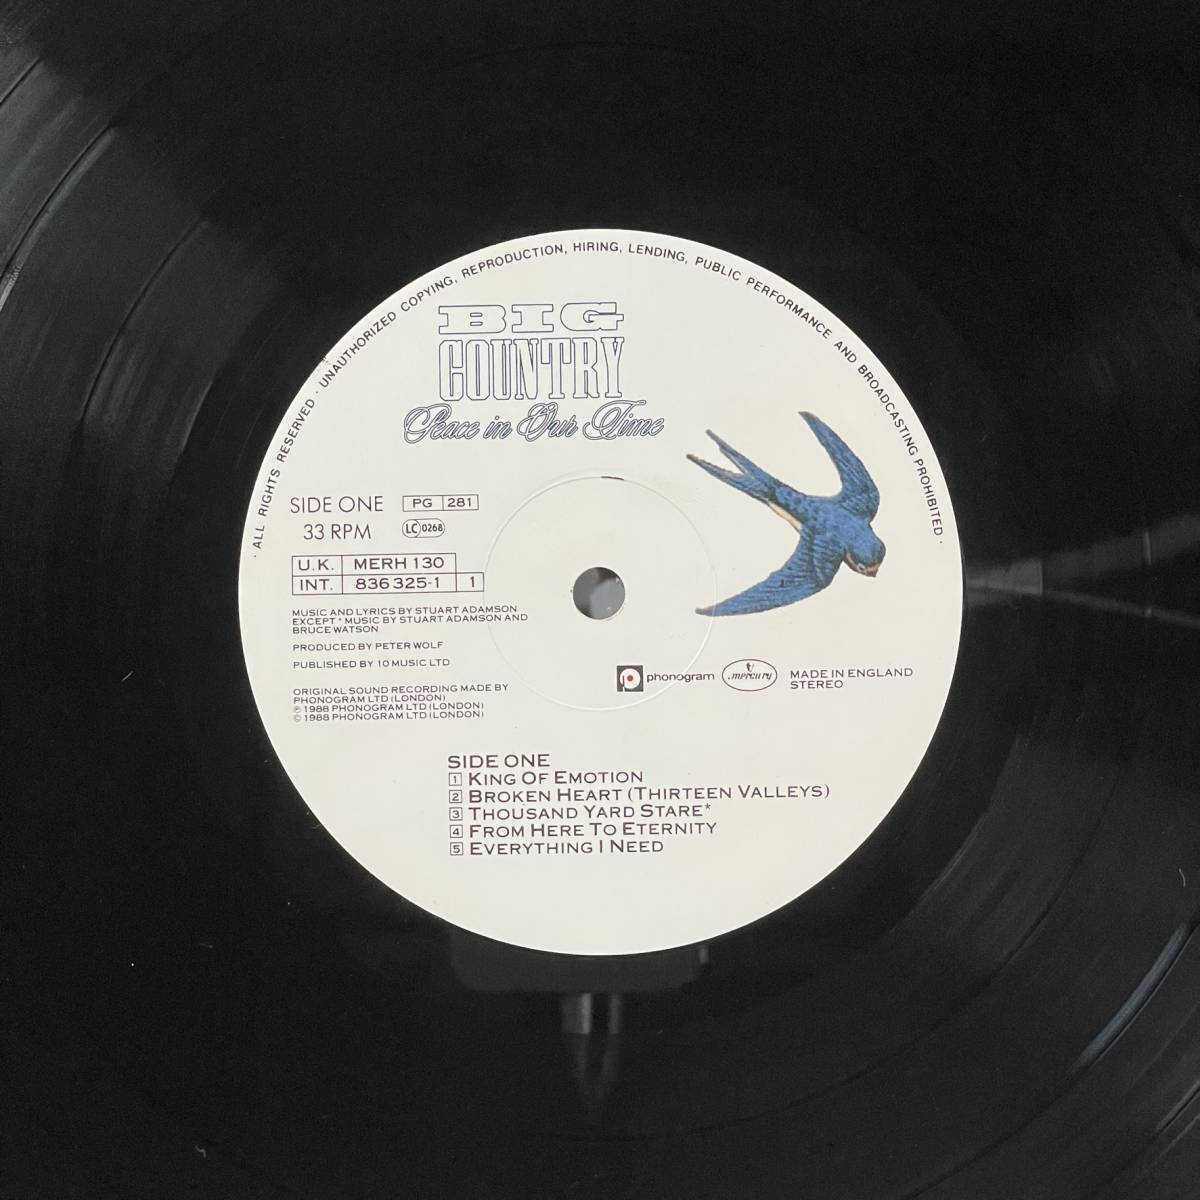 · ALL RIGHTS RESERVED · UNAUTHORIZED COPYING, REPRODUCTION, HIRING, LENDING, PUBLIC PERFORMANCE AND BROADCASTING PROHIBITED ·
BIG
COUNTRY
Peace in Our Time
SIDE ONE PG 281
33 RPM LC 0268
U.K. MERH 130
INT. 836 325-1 1
MUSIC AND LYRICS BY STUART ADAMSON
EXCEPT * MUSIC BY STUART ADAMSON AND
BRUCE WATSON
PRODUCED BY PETER WOLF
PUBLISHED BY 10 MUSIC LTD
ORIGINAL SOUND RECORDING MADE BY
PHONOGRAM LTD (LONDON)
℗ 1988 PHONOGRAM LTD (LONDON)
© 1988 PHONOGRAM LTD (LONDON)
phonogram mercury MADE IN ENGLAND
STEREO
SIDE ONE
1 KING OF EMOTION
2 BROKEN HEART (THIRTEEN VALLEYS)
3 THOUSAND YARD STARE*
4 FROM HERE TO ETERNITY
5 EVERYTHING I NEED